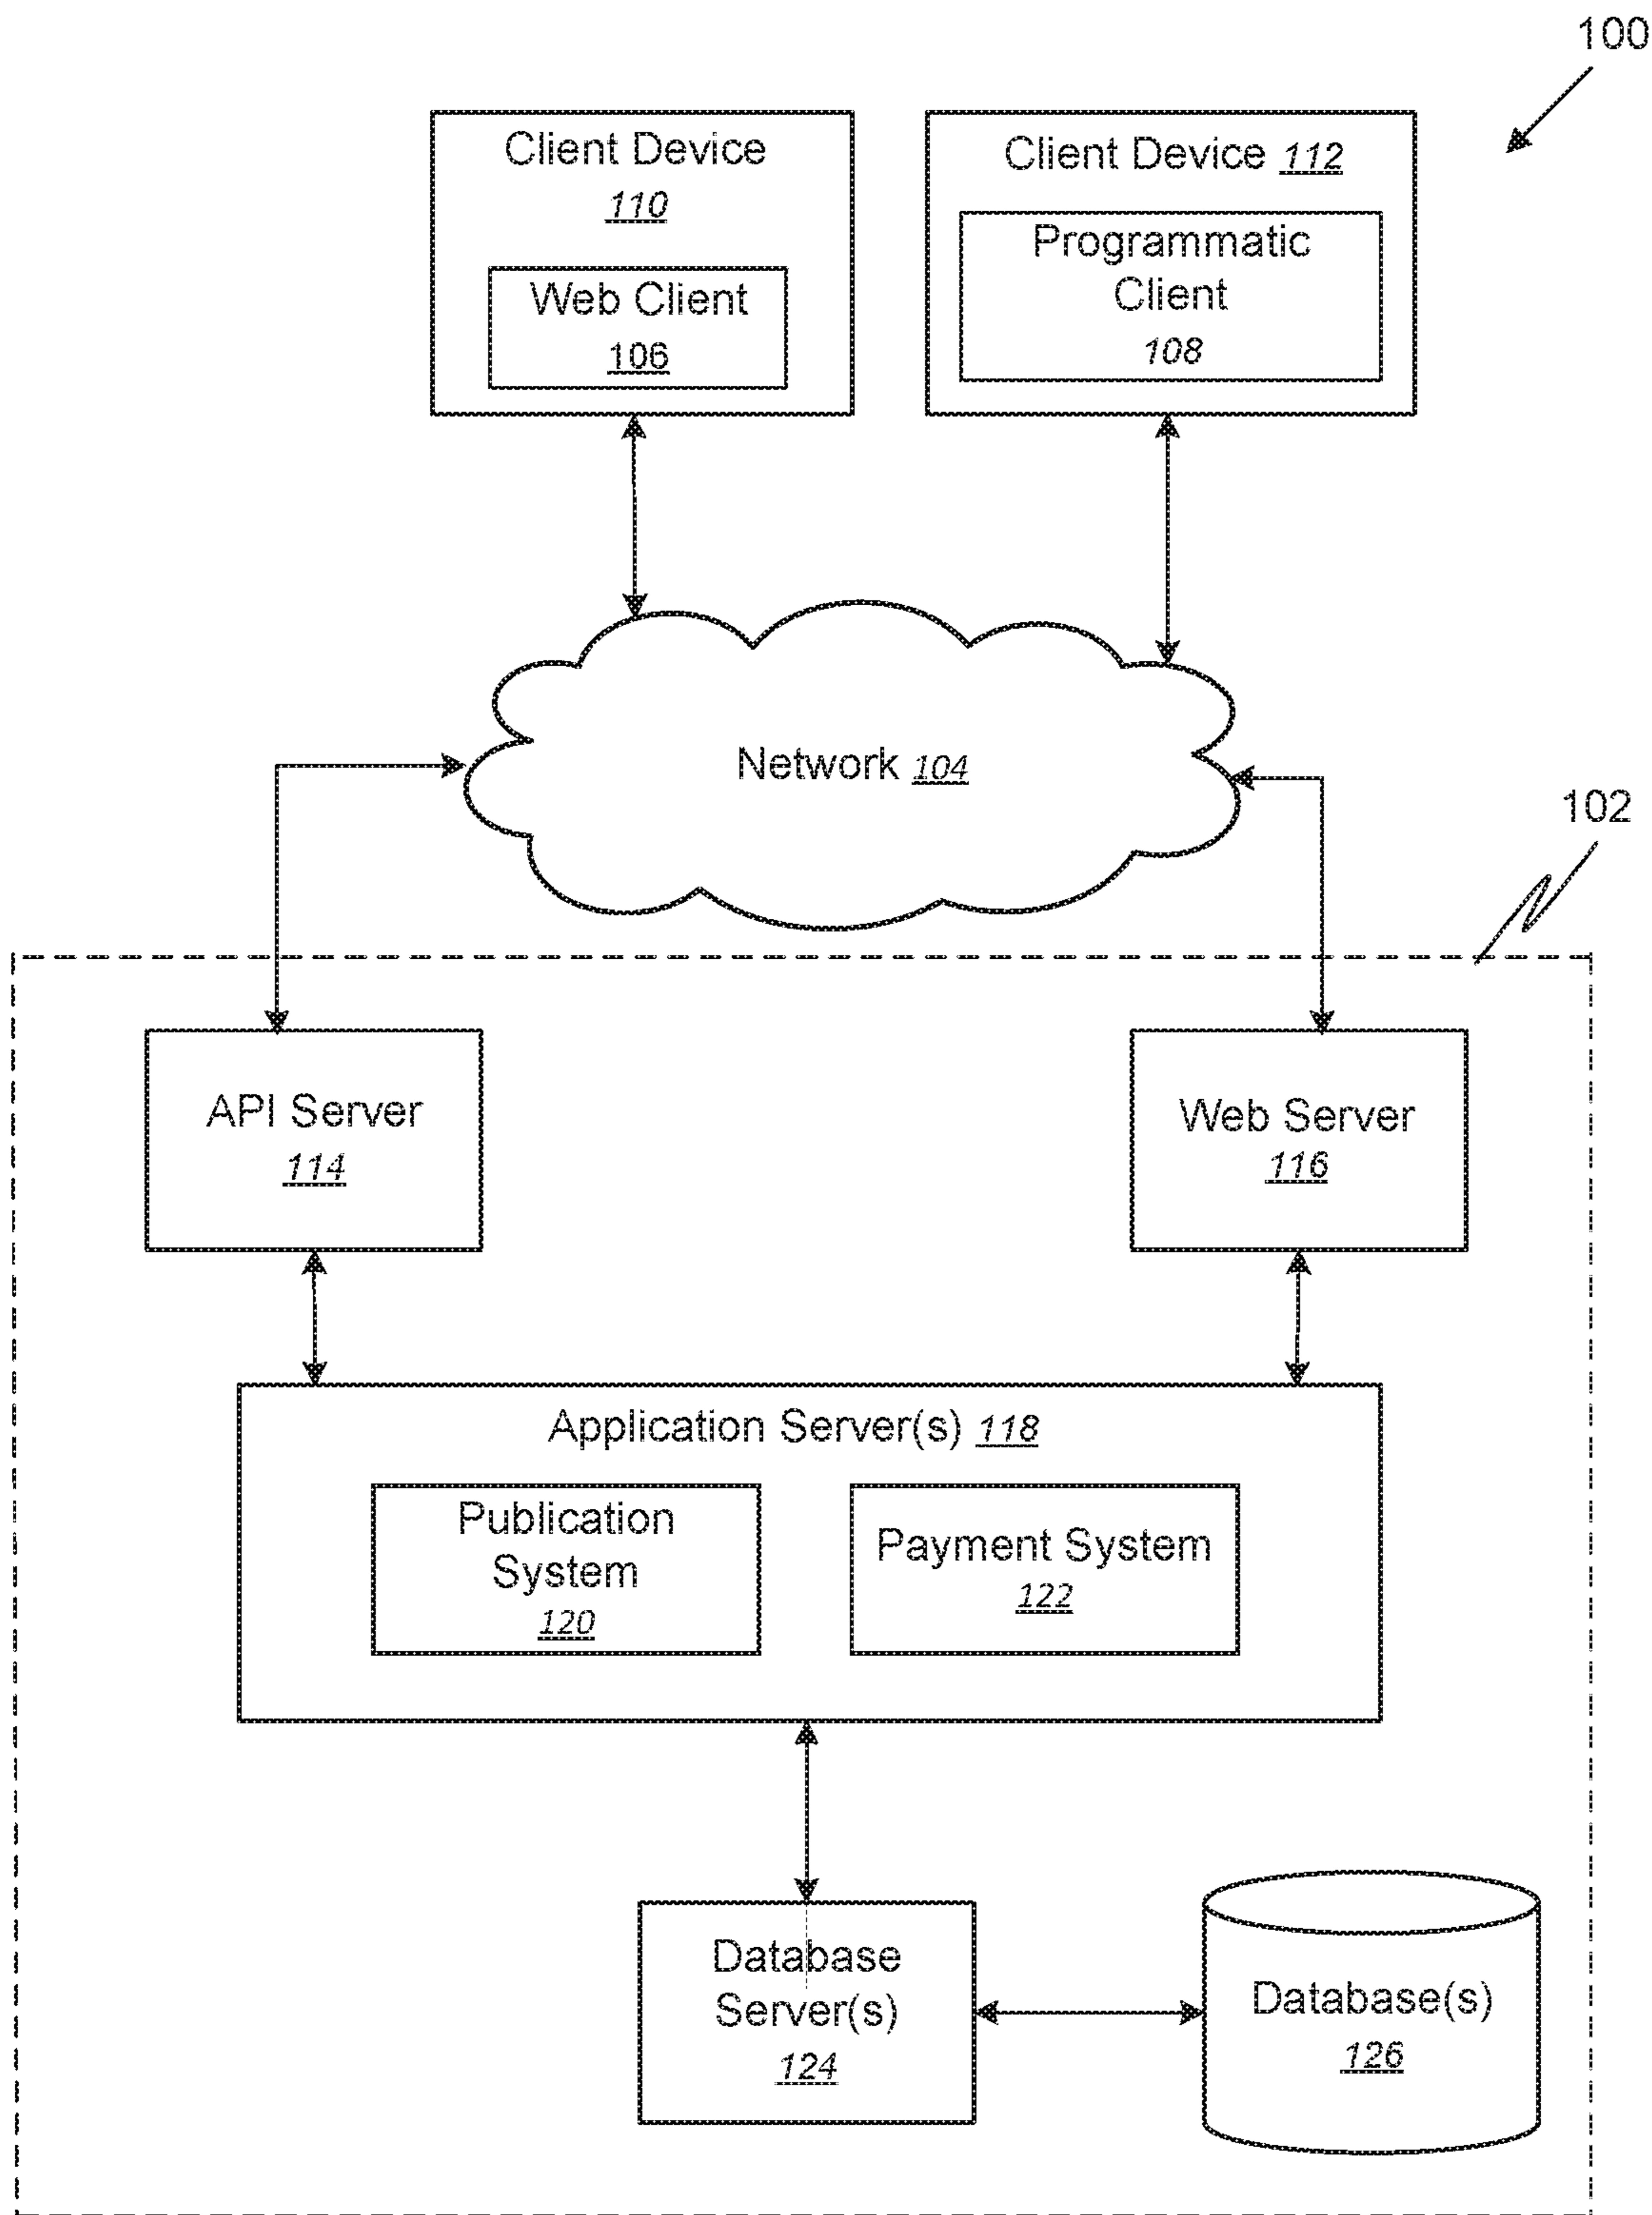 100
Client Device
110
Web Client
106
Client Device 112
Programmatic
Client
108
Network 104
102
API Server
114
Web Server
116
Application Server(s) 118
Publication
System
120
Payment System
122
Database
Server(s)
124
Database(s)
126